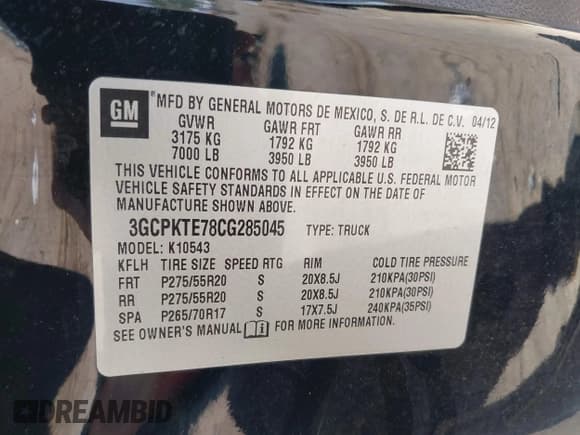 GM ®MFD BY GENERAL MOTORS DE MEXICO, S. DE R.L. DE C.V. 04/12
GVWR GAWR FRT GAWR RR
3175 KG 1792 KG 1792 KG
7000 LB 3950 LB 3950 LB
THIS VEHICLE CONFORMS TO ALL APPLICABLE U.S. FEDERAL MOTOR
VEHICLE SAFETY STANDARDS IN EFFECT ON THE DATE OF
MANUFACTURE SHOWN ABOVE.
3GCPKTE78CG285045 TYPE: TRUCK
MODEL: K10543
KFLH TIRE SIZE SPEED RTG RIM COLD TIRE PRESSURE
FRT P275/55R20 S 20X8.5J 210KPA(30PSI)
RR P275/55R20 S 20X8.5J 210KPA(30PSI)
SPA P265/70R17 S 17X7.5J 240KPA(35PSI)
SEE OWNER'S MANUAL FOR MORE INFORMATION.
DREAMBID